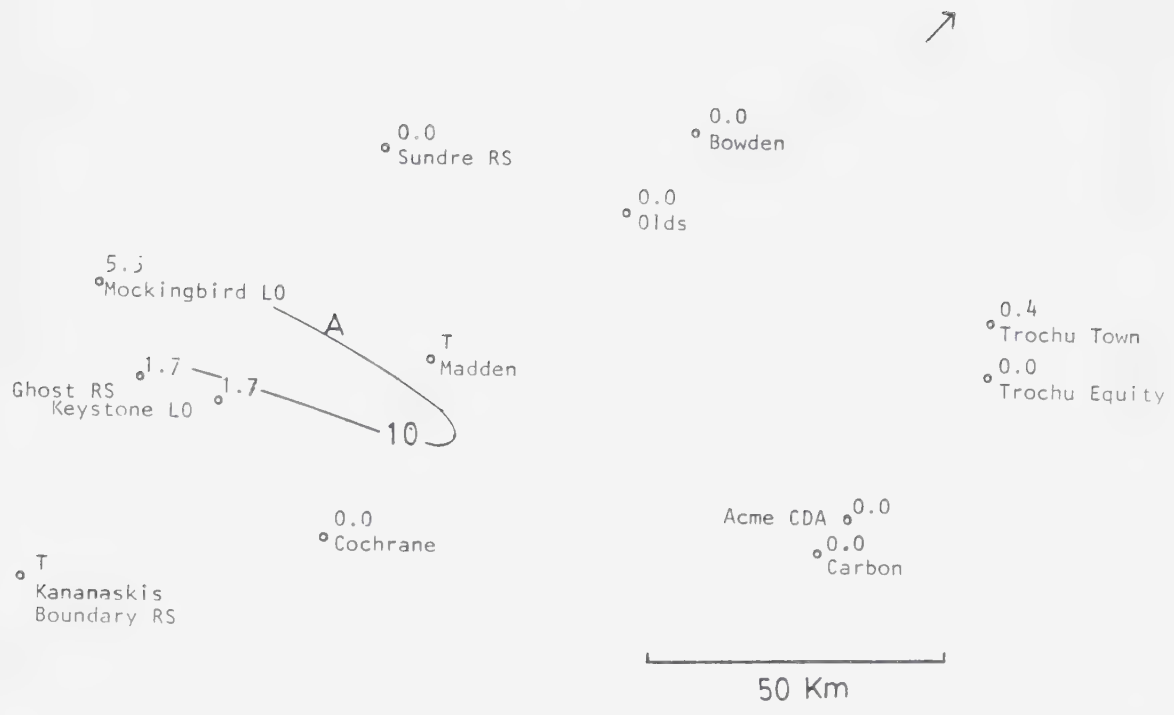 0.0
Sundre RS
0.0
Bowden
0.0
Olds
Mockingbird LO
A
T
Madden
0.4
Trochu Town
0.0
Trochu Equity
1.7
Ghost RS
1.7
Keystone LO
10
0.0
Cochrane
Acme CDA 0.0
0.0
Carbon
T
Kananaskis
Boundary RS
50 Km